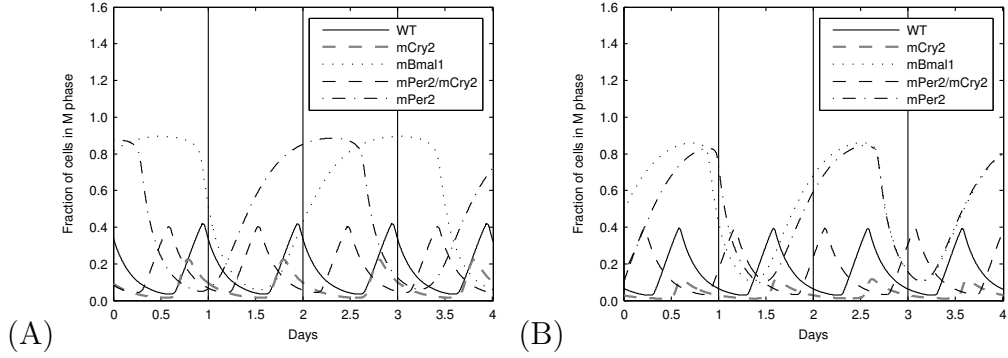 1.6
1.4
1.2
1.0
0.8
0.6
0.4
0.2
0.0
Fraction of cells in M phase
0 0.5 1 1.5 2 2.5 3 3.5 4
Days
WT
mCry2
mBmal1
mPer2/mCry2
mPer2
(A)
1.6
1.4
1.2
1.0
0.8
0.6
0.4
0.2
0.0
Fraction of cells in M phase
0 0.5 1 1.5 2 2.5 3 3.5 4
Days
WT
mCry2
mBmal1
mPer2/mCry2
mPer2
(B)